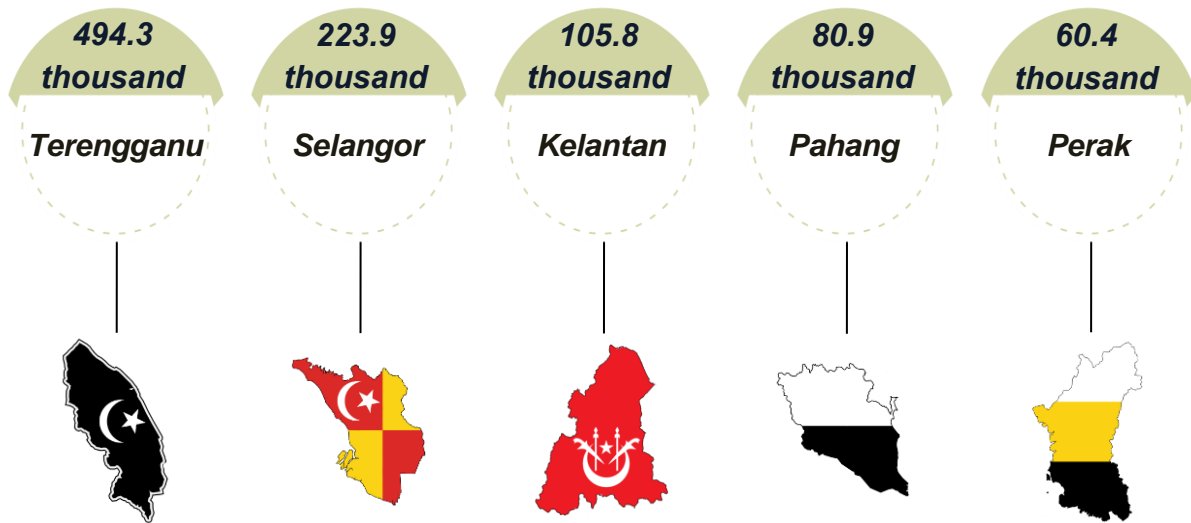 494.3
thousand
Terengganu
223.9
thousand
Selangor
105.8
thousand
Kelantan
80.9
thousand
Pahang
60.4
thousand
Perak